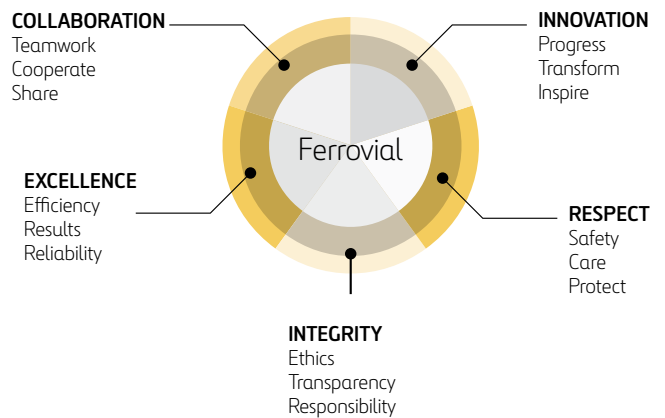 COLLABORATION
Teamwork
Cooperate
Share
INNOVATION
Progress
Transform
Inspire
Ferrovial
EXCELLENCE
Efficiency
Results
Reliability
RESPECT
Safety
Care
Protect
INTEGRITY
Ethics
Transparency
Responsibility